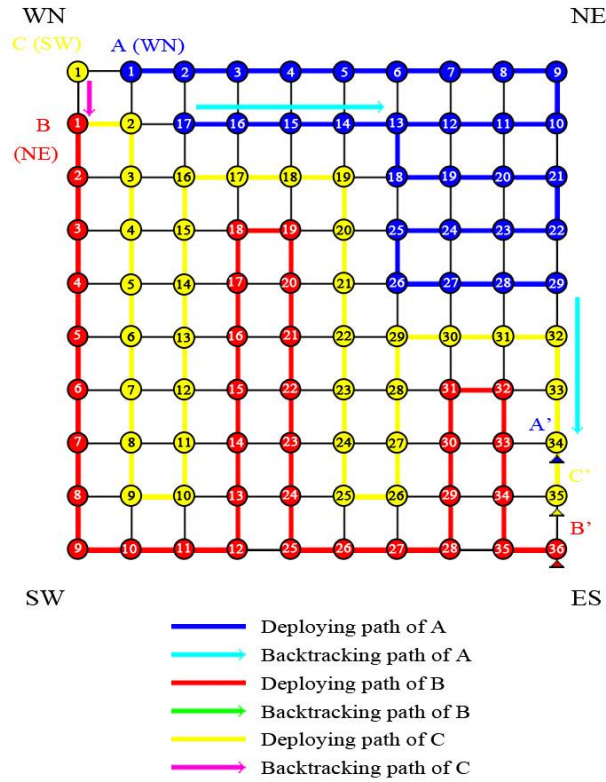 WN NE
C (SW) A (WN)
1 1 2 3 4 5 6 7 8 9
B
1 2 17 16 15 14 13 12 11 10
(NE)
2 3 16 17 18 19 18 19 20 21
3 4 15 18 19 20 25 24 23 22
4 5 14 17 20 21 26 27 28 29
5 6 13 16 21 22 29 30 31 32
6 7 12 15 22 23 28 31 32 33
A’
7 8 11 14 23 24 27 30 33 34
C’
8 9 10 13 24 25 26 29 34 35
B’
9 10 11 12 25 26 27 28 35 36
SW ES
Deploying path of A
Backtracking path of A
Deploying path of B
Backtracking path of B
Deploying path of C
Backtracking path of C